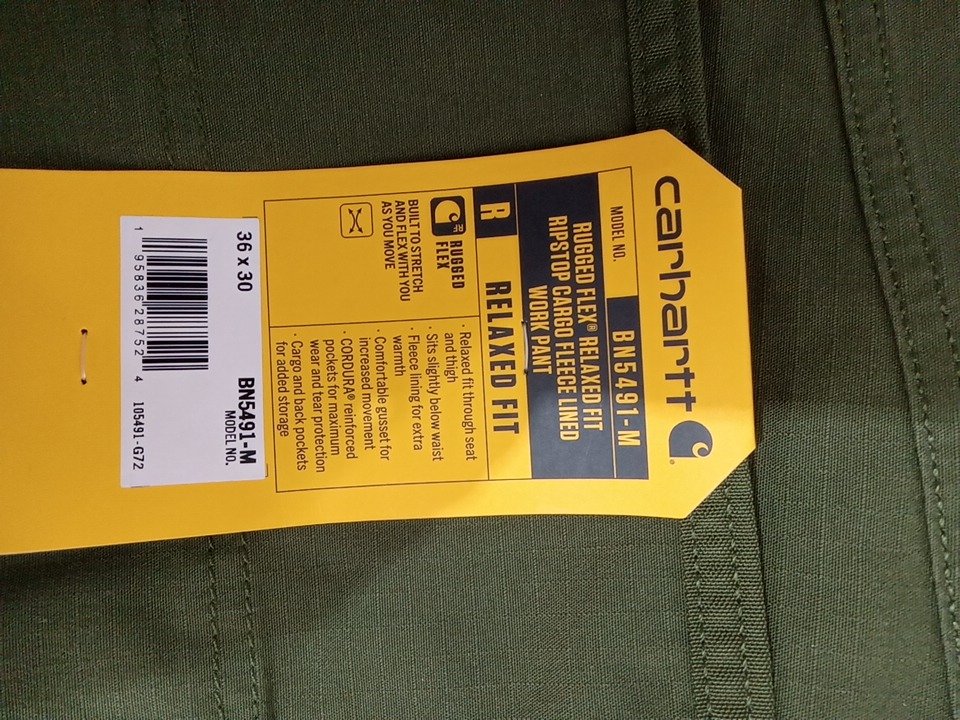 carhartt
MODEL NO. BN5491-M
RUGGED FLEX® RELAXED FIT
RIPSTOP CARGO FLEECE LINED
WORK PANT
R RELAXED FIT
RUGGED
FLEX
BUILT TO STRETCH
AND FLEX WITH YOU
AS YOU MOVE
· Relaxed fit through seat
and thigh
· Sits slightly below waist
· Fleece lining for extra
warmth
· Comfortable gusset for
increased movement
· CORDURA® reinforced
pockets for maximum
wear and tear protection
· Cargo and back pockets
for added storage
36 x 30 BN5491-M
MODEL NO.
1 95836 28752 4 105491-G72